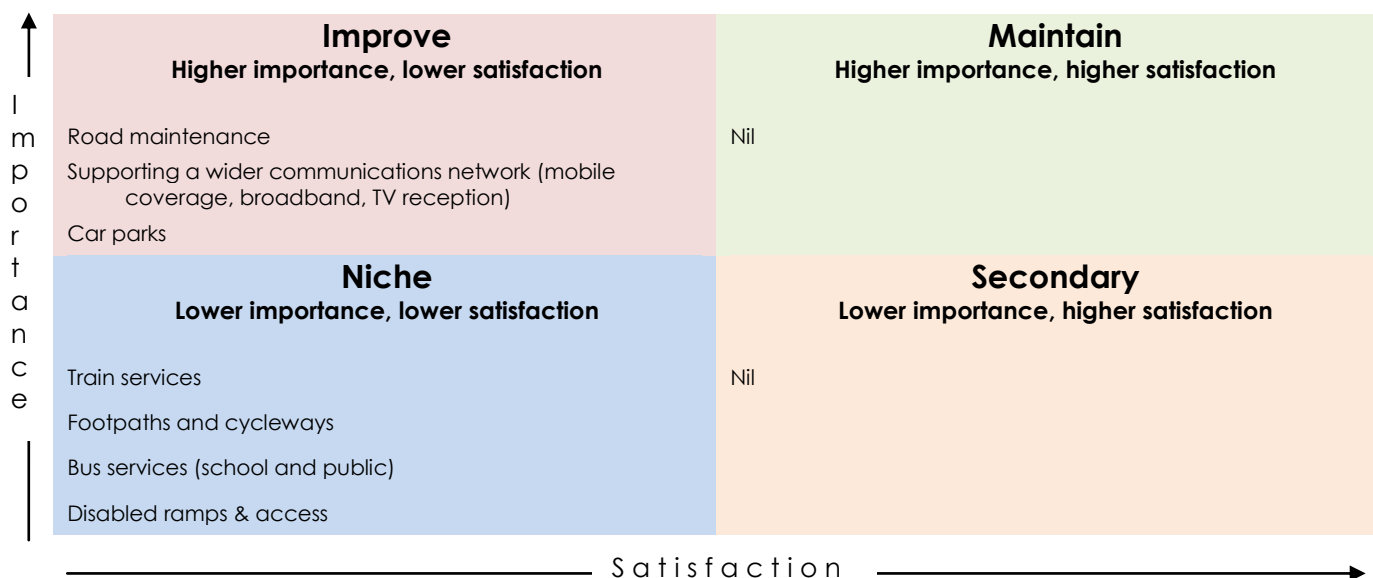 Improve
Higher importance, lower satisfaction
Road maintenance
Supporting a wider communications network (mobile
coverage, broadband, TV reception)
Car parks
Maintain
Higher importance, higher satisfaction
Nil
Niche
Lower importance, lower satisfaction
Train services
Footpaths and cycleways
Bus services (school and public)
Disabled ramps & access
Secondary
Lower importance, higher satisfaction
Nil
Importance
Satisfaction